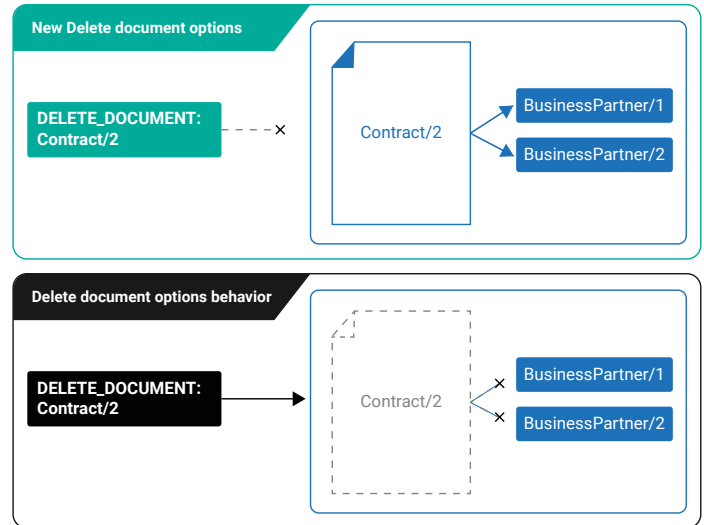 New Delete document options
DELETE_DOCUMENT:
Contract/2
Contract/2
BusinessPartner/1
BusinessPartner/2
Delete document options behavior
DELETE_DOCUMENT:
Contract/2
Contract/2
BusinessPartner/1
BusinessPartner/2